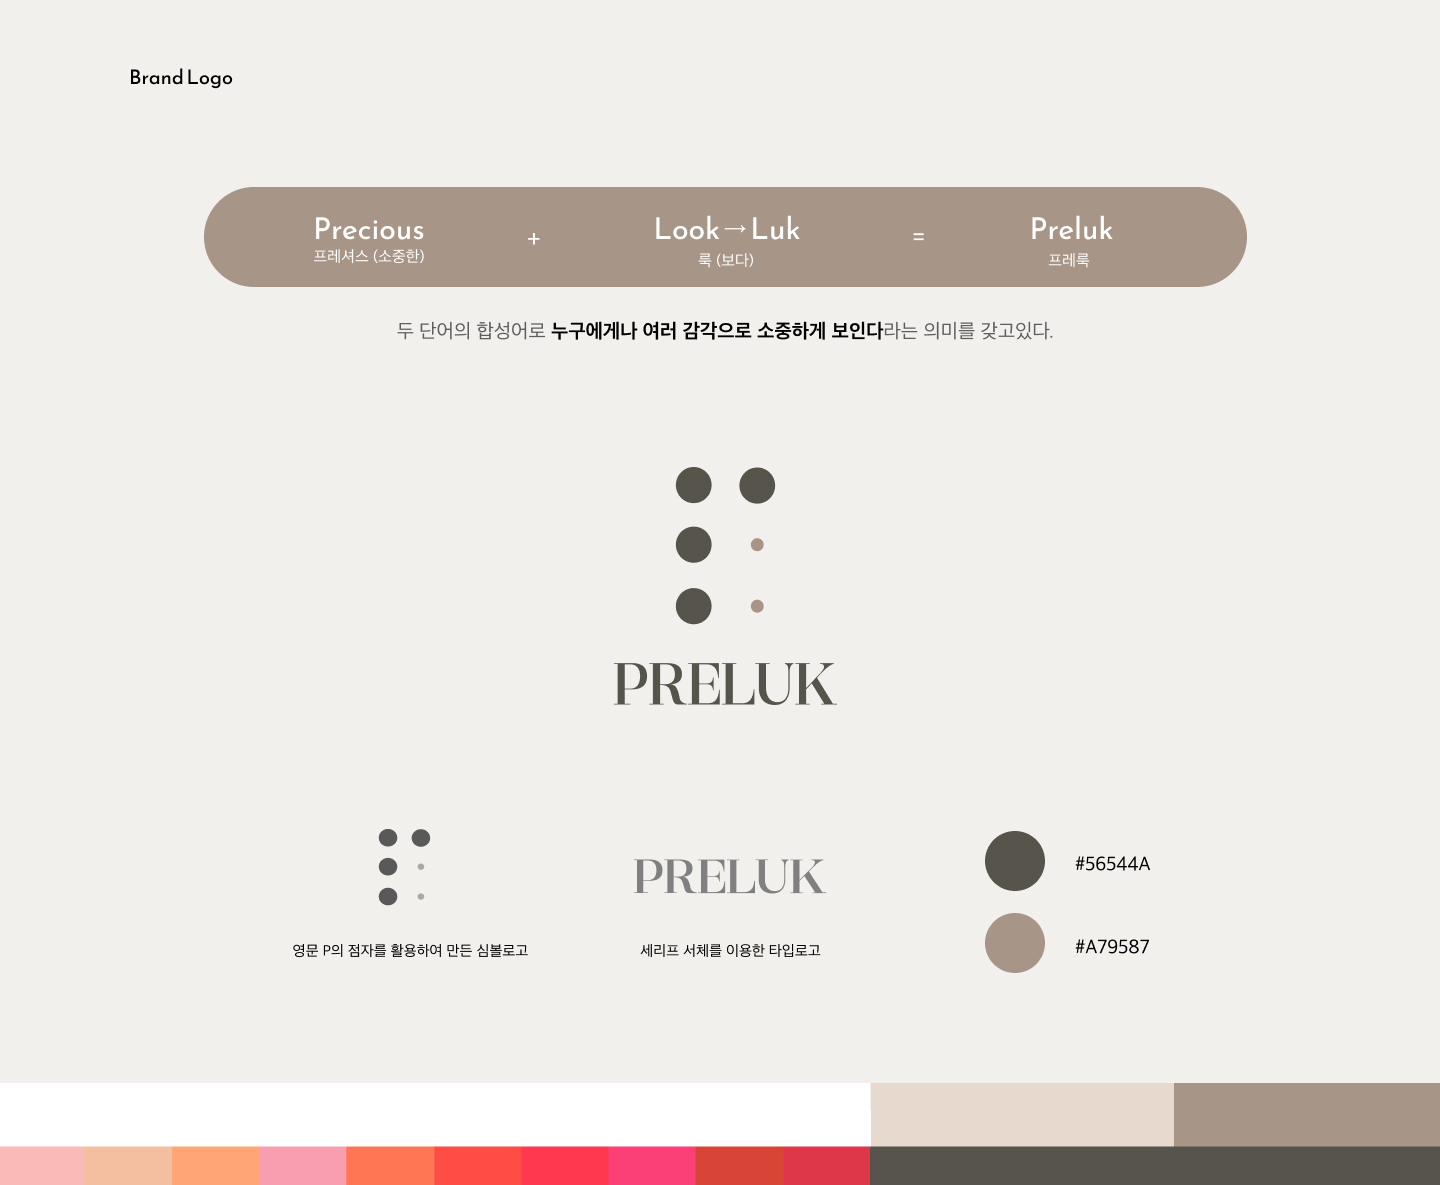 Brand Logo
Precious + Look→Luk = Preluk
프레셔스 (소중한) 룩 (보다) 프레룩
두 단어의 합성어로 누구에게나 여러 감각으로 소중하게 보인다라는 의미를 갖고있다.
PRELUK
PRELUK
#56544A
#A79587
영문 P의 점자를 활용하여 만든 심볼로고
세리프 서체를 이용한 타입로고